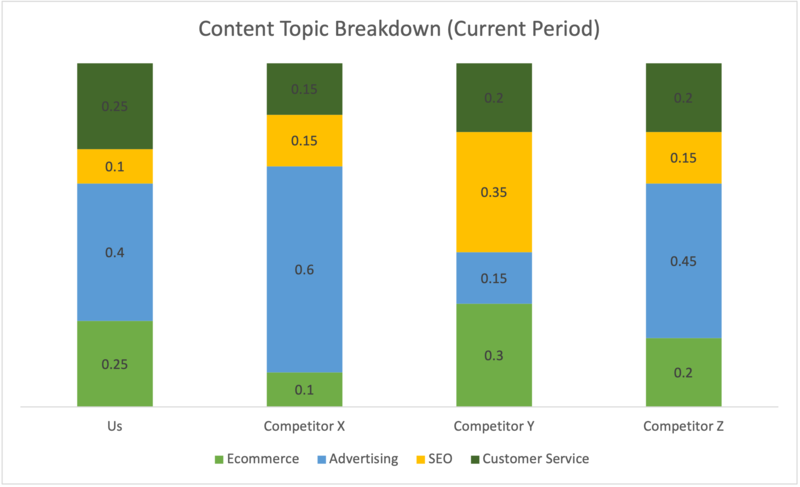 Content Topic Breakdown (Current Period)
0.25 0.15 0.2 0.2
0.1 0.15 0.35 0.15
0.4 0.6 0.15 0.45
0.25 0.1 0.3 0.2
Us Competitor X Competitor Y Competitor Z
Ecommerce Advertising SEO Customer Service